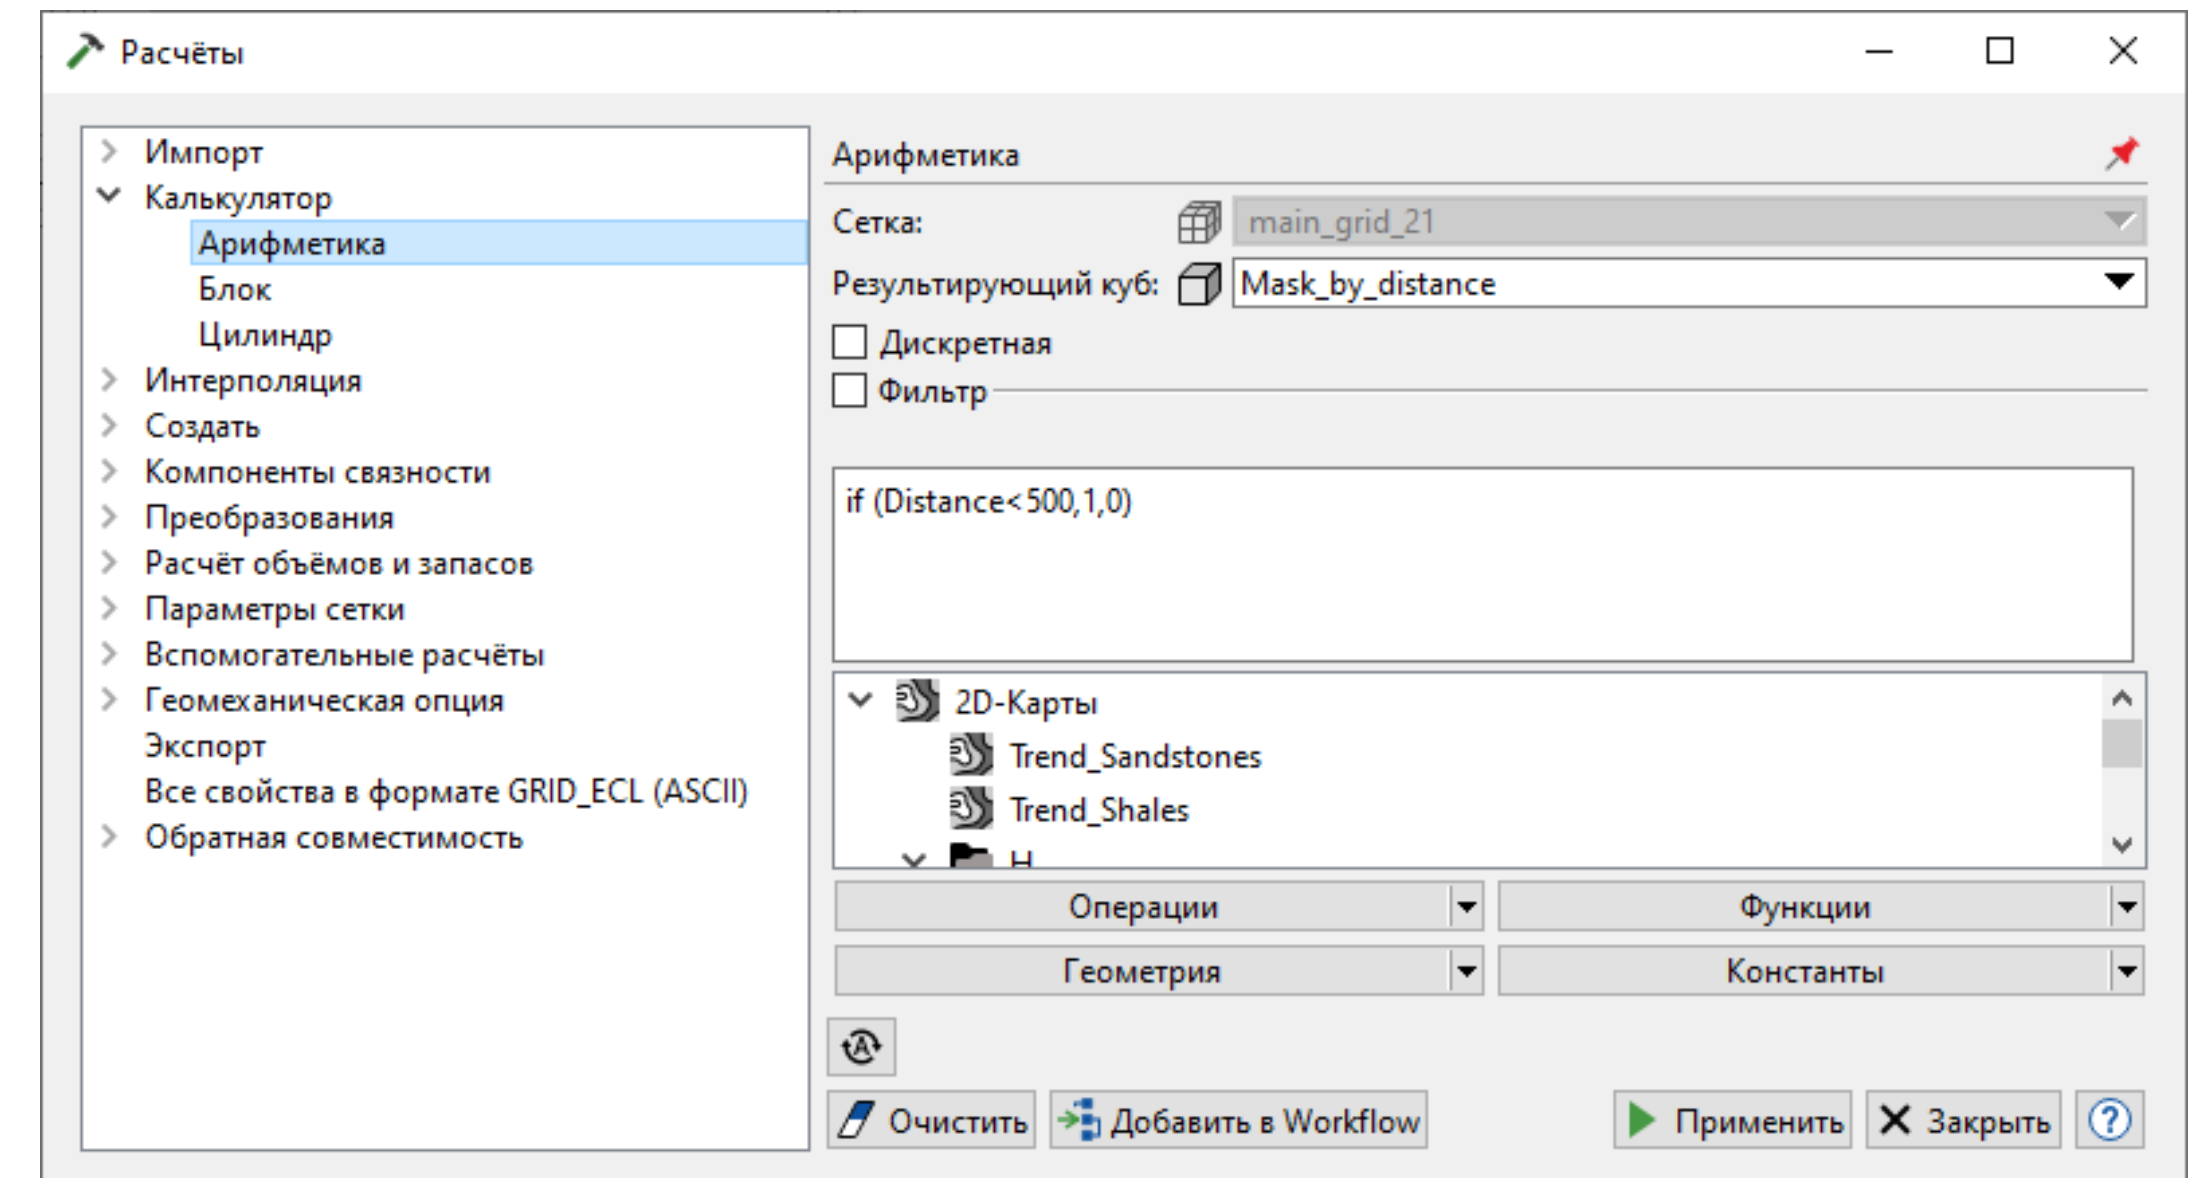 Расчёты
Импорт
Калькулятор
Арифметика
Блок
Цилиндр
Интерполяция
Создать
Компоненты связности
Преобразования
Расчёт объёмов и запасов
Параметры сетки
Вспомогательные расчёты
Геомеханическая опция
Экспорт
Все свойства в формате GRID_ECL (ASCII)
Обратная совместимость
Арифметика
Сетка: main_grid_21
Результирующий куб: Mask_by_distance
Дискретная
Фильтр
if (Distance<500,1,0)
2D-Карты
Trend_Sandstones
Trend_Shales
H
Операции Функции
Геометрия Константы
Очистить Добавить в Workflow Применить Закрыть ?